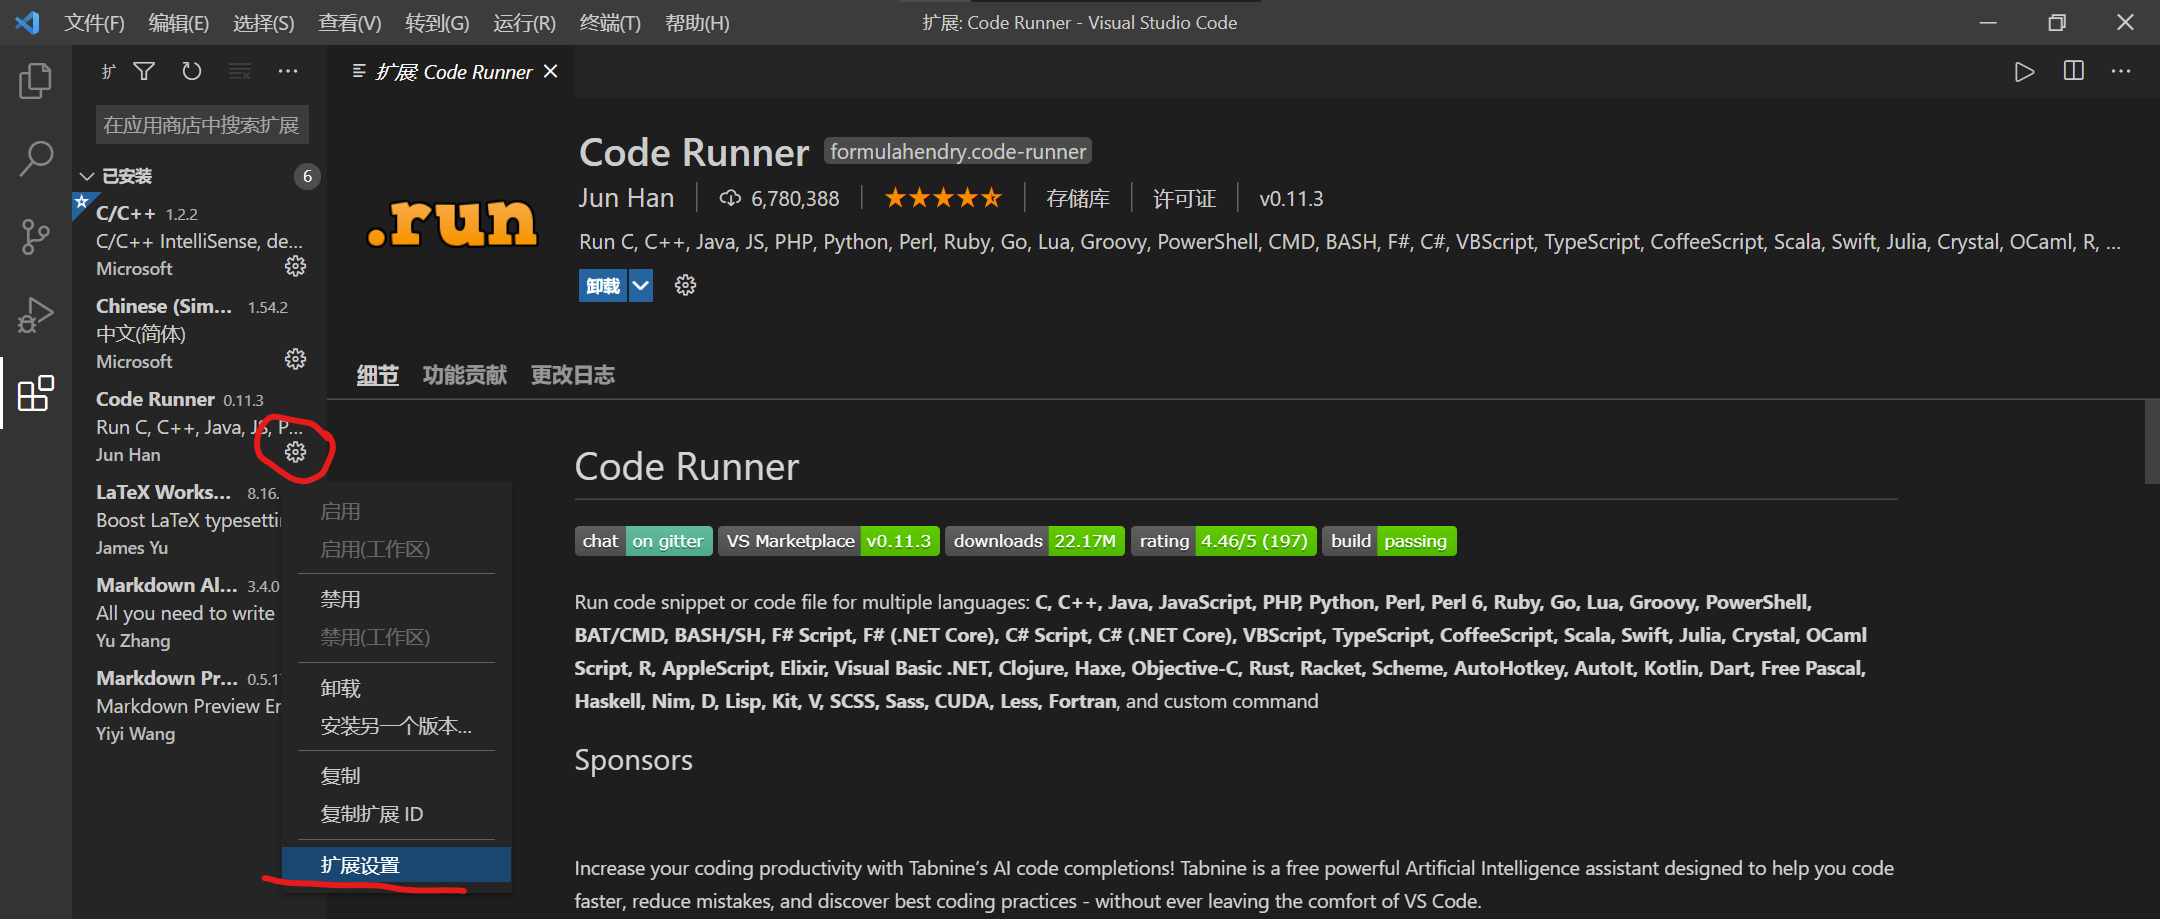 文件(F) 编辑(E) 选择(S) 查看(V) 转到(G) 运行(R) 终端(T) 帮助(H)
扩展: Code Runner - Visual Studio Code
扩
扩展 Code Runner
在应用商店中搜索扩展
已安装 6
C/C++ 1.2.2
C/C++ IntelliSense, de...
Microsoft
Chinese (Sim... 1.54.2
中文(简体)
Microsoft
Code Runner 0.11.3
Run C, C++, Java, JS, P...
Jun Han
LaTeX Works... 8.16.
Boost LaTeX typesetti
James Yu
Markdown Al... 3.4.0
All you need to write
Yu Zhang
Markdown Pr... 0.5.1
Markdown Preview En
Yiyi Wang
启用
启用(工作区)
禁用
禁用(工作区)
卸载
安装另一个版本...
复制
复制扩展 ID
扩展设置
.run
Code Runner formulahendry.code-runner
Jun Han 6,780,388 存储库 许可证 v0.11.3
Run C, C++, Java, JS, PHP, Python, Perl, Ruby, Go, Lua, Groovy, PowerShell, CMD, BASH, F#, C#, VBScript, TypeScript, CoffeeScript, Scala, Swift, Julia, Crystal, OCaml, R, ...
卸载
细节 功能贡献 更改日志
Code Runner
chat on gitter VS Marketplace v0.11.3 downloads 22.17M rating 4.46/5 (197) build passing
Run code snippet or code file for multiple languages: C, C++, Java, JavaScript, PHP, Python, Perl, Perl 6, Ruby, Go, Lua, Groovy, PowerShell,
BAT/CMD, BASH/SH, F# Script, F# (.NET Core), C# Script, C# (.NET Core), VBScript, TypeScript, CoffeeScript, Scala, Swift, Julia, Crystal, OCaml
Script, R, AppleScript, Elixir, Visual Basic .NET, Clojure, Haxe, Objective-C, Rust, Racket, Scheme, AutoHotkey, AutoIt, Kotlin, Dart, Free Pascal,
Haskell, Nim, D, Lisp, Kit, V, SCSS, Sass, CUDA, Less, Fortran, and custom command
Sponsors
Increase your coding productivity with Tabnine's AI code completions! Tabnine is a free powerful Artificial Intelligence assistant designed to help you code
faster, reduce mistakes, and discover best coding practices - without ever leaving the comfort of VS Code.